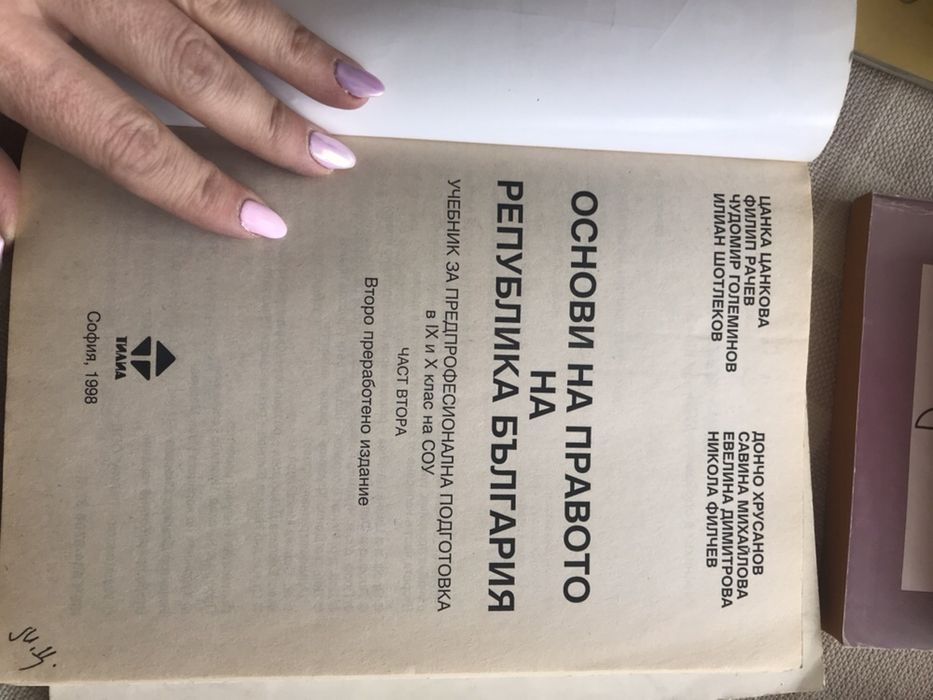 ЦАНКА ЦАНКОВА
ФИЛИП РАЧЕВ
ЧУДОМИР ГОЛЕМИНОВ
ИЛИАН ШОТЛЕКОВ
ДОНЧО ХРУСАНОВ
САВИНА МИХАЙЛОВА
ЕВЕЛИНА ДИМИТРОВА
НИКОЛА ФИЛЧЕВ
ОСНОВИ НА ПРАВОТО
НА
РЕПУБЛИКА БЪЛГАРИЯ
УЧЕБНИК ЗА ПРЕДПРОФЕСИОНАЛНА ПОДГОТОВКА
в IX и X клас на СОУ
ЧАСТ ВТОРА
Второ преработено издание
ТИЛИА
София, 1998